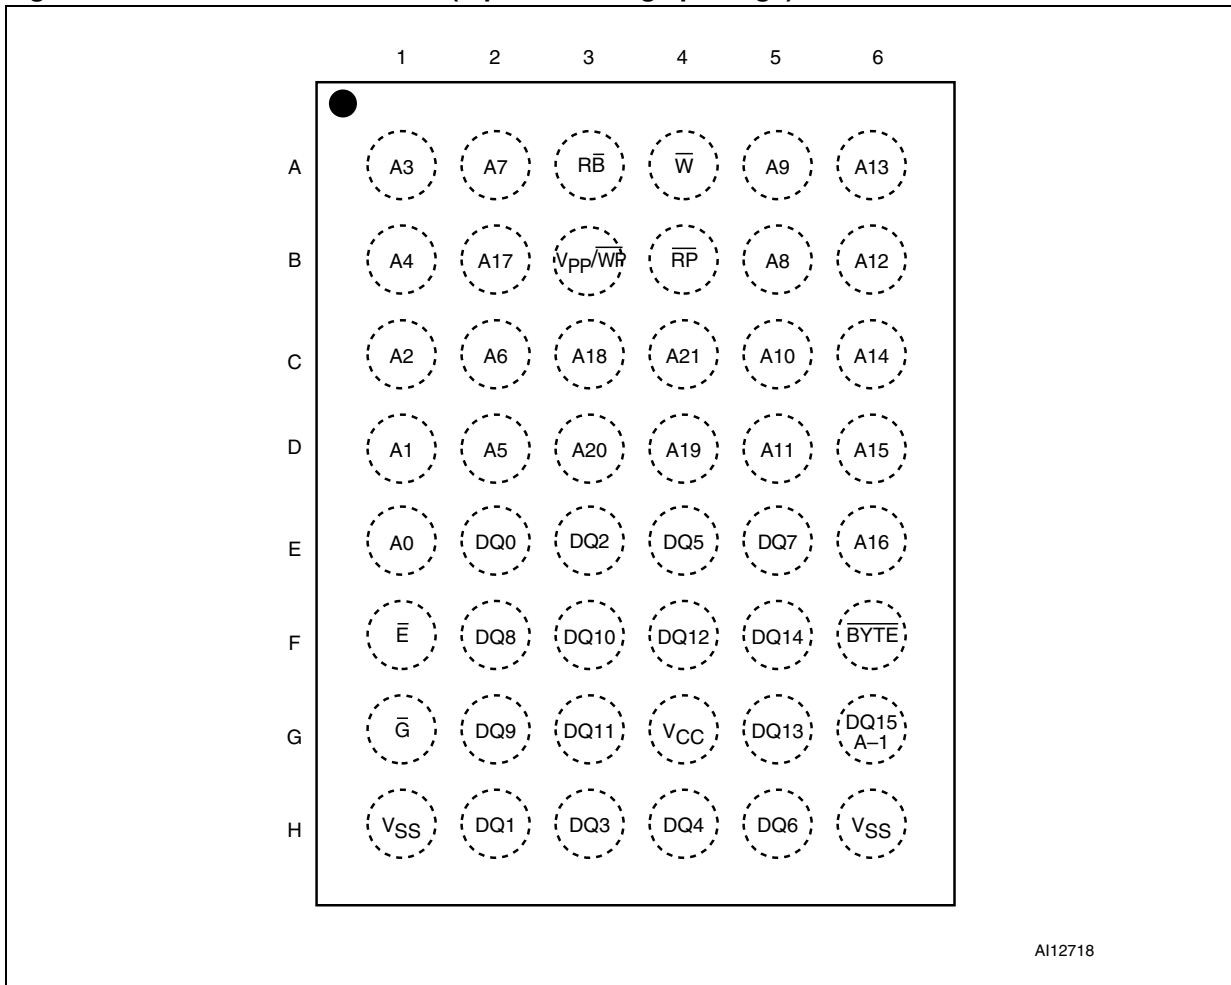 1 2 3 4 5 6
A A3 A7 RB̅ W̅ A9 A13
B A4 A17 VPP/W̅P̅ R̅P̅ A8 A12
C A2 A6 A18 A21 A10 A14
D A1 A5 A20 A19 A11 A15
E A0 DQ0 DQ2 DQ5 DQ7 A16
F E̅ DQ8 DQ10 DQ12 DQ14 B̅Y̅T̅E̅
G G̅ DQ9 DQ11 VCC DQ13 DQ15
A–1
H VSS DQ1 DQ3 DQ4 DQ6 VSS
AI12718